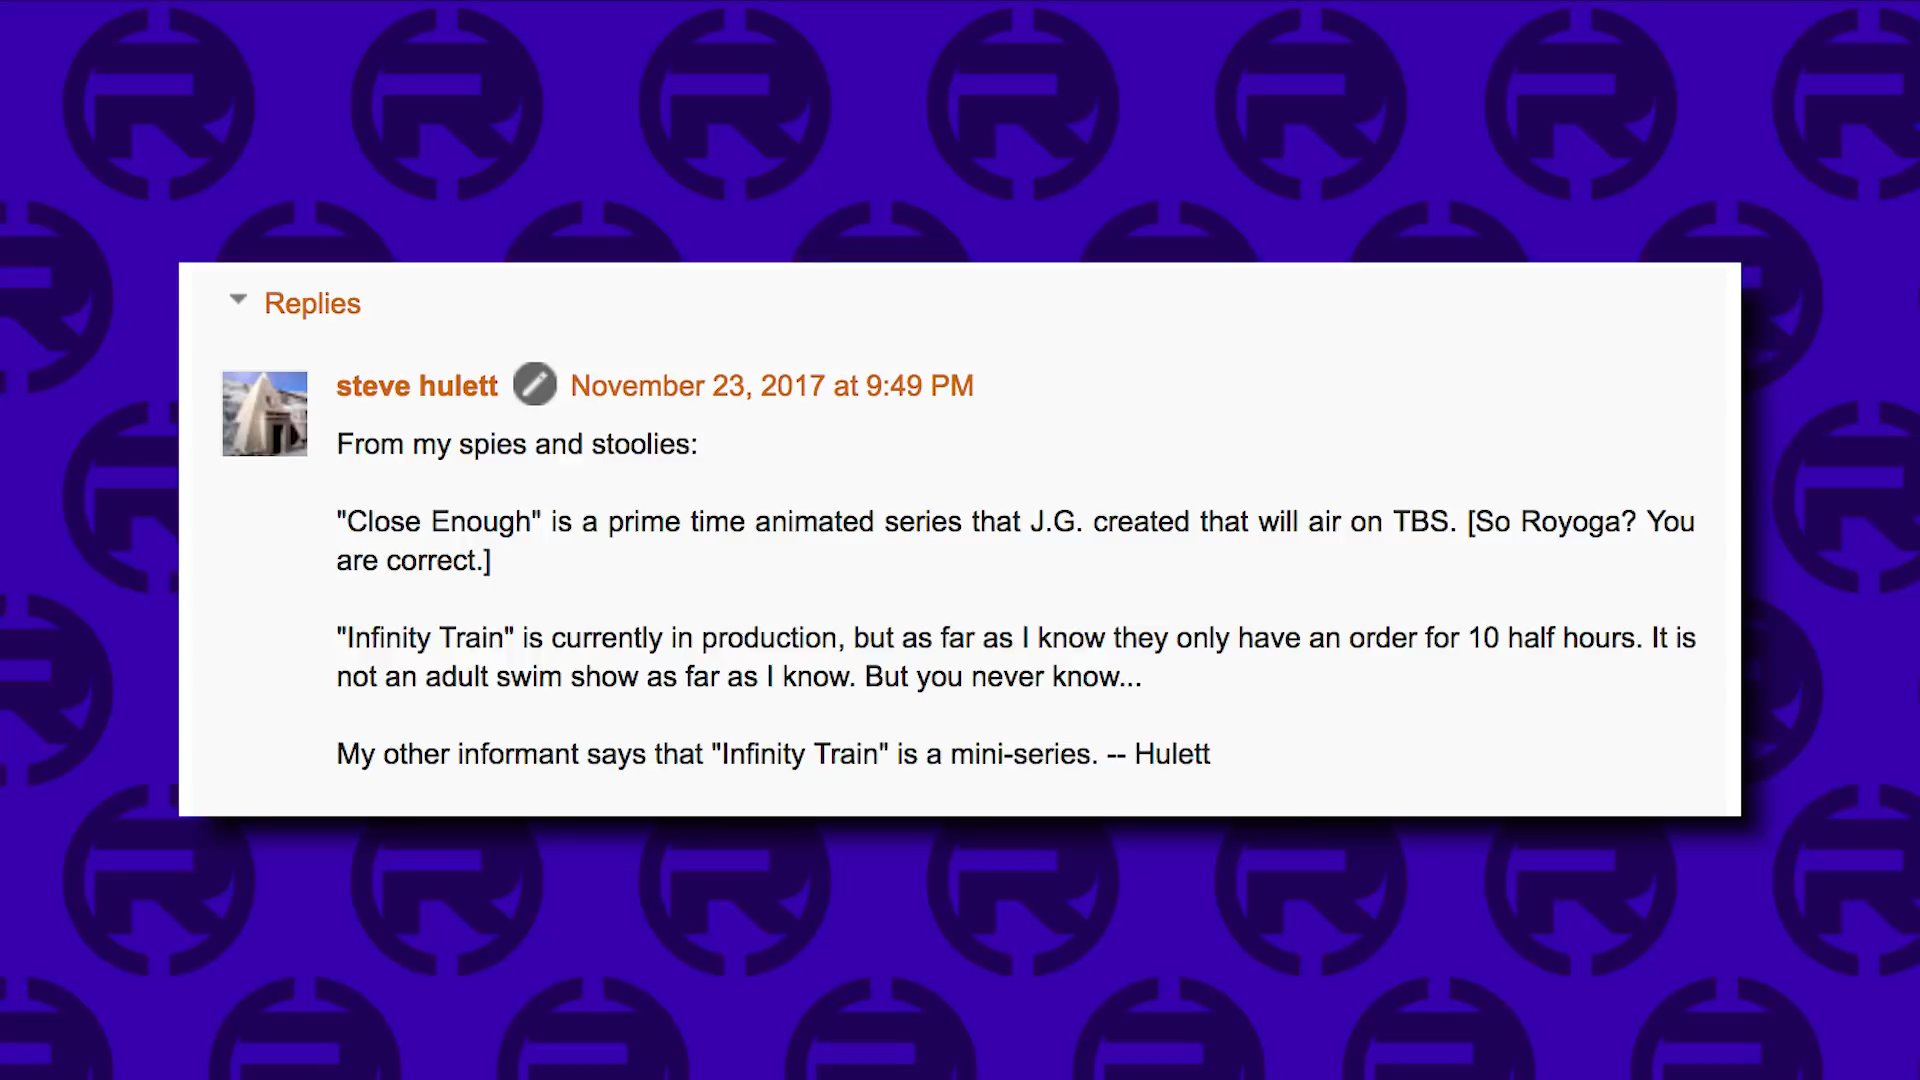 Replies
steve hulett November 23, 2017 at 9:49 PM
From my spies and stoolies:
"Close Enough" is a prime time animated series that J.G. created that will air on TBS. [So Royoga? You
are correct.]
"Infinity Train" is currently in production, but as far as I know they only have an order for 10 half hours. It is
not an adult swim show as far as I know. But you never know...
My other informant says that "Infinity Train" is a mini-series. -- Hulett